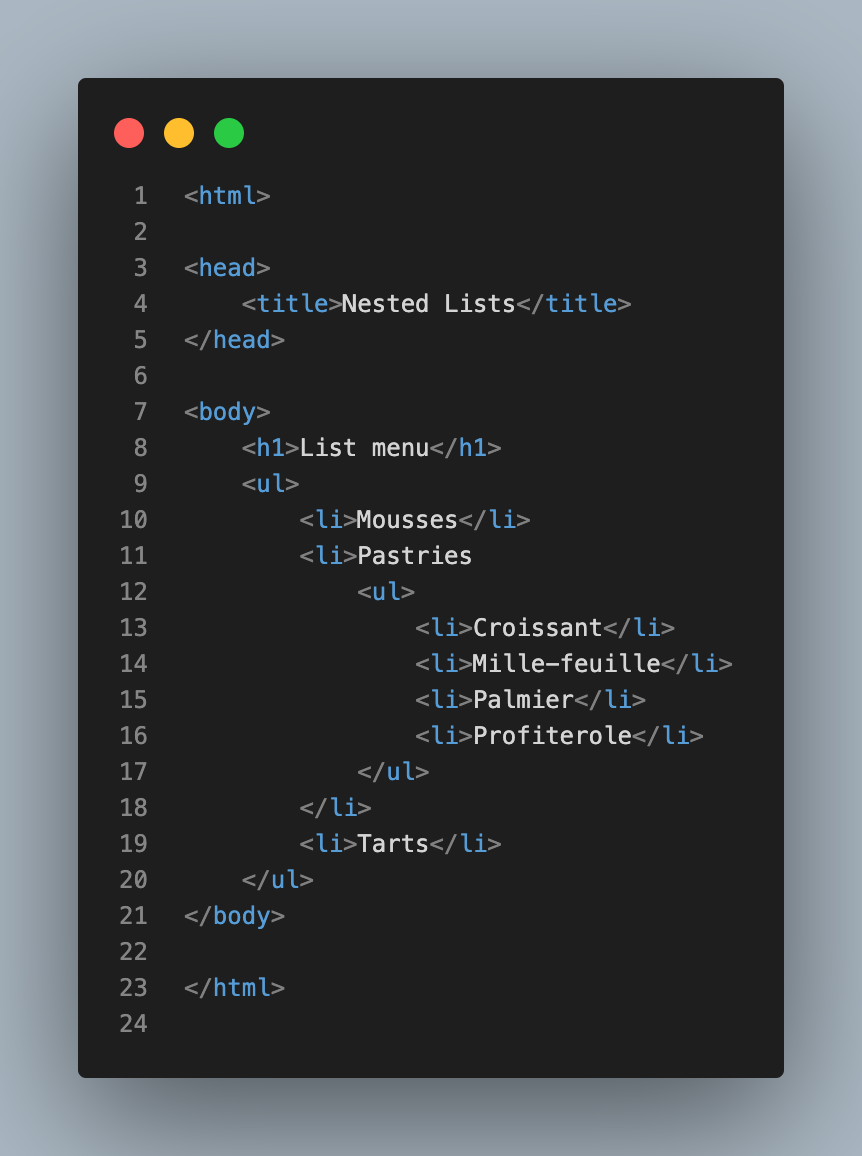 1 <html>
2
3 <head>
4     <title>Nested Lists</title>
5 </head>
6
7 <body>
8     <h1>List menu</h1>
9     <ul>
10         <li>Mousses</li>
11         <li>Pastries
12             <ul>
13                 <li>Croissant</li>
14                 <li>Mille-feuille</li>
15                 <li>Palmier</li>
16                 <li>Profiterole</li>
17             </ul>
18         </li>
19         <li>Tarts</li>
20     </ul>
21 </body>
22
23 </html>
24